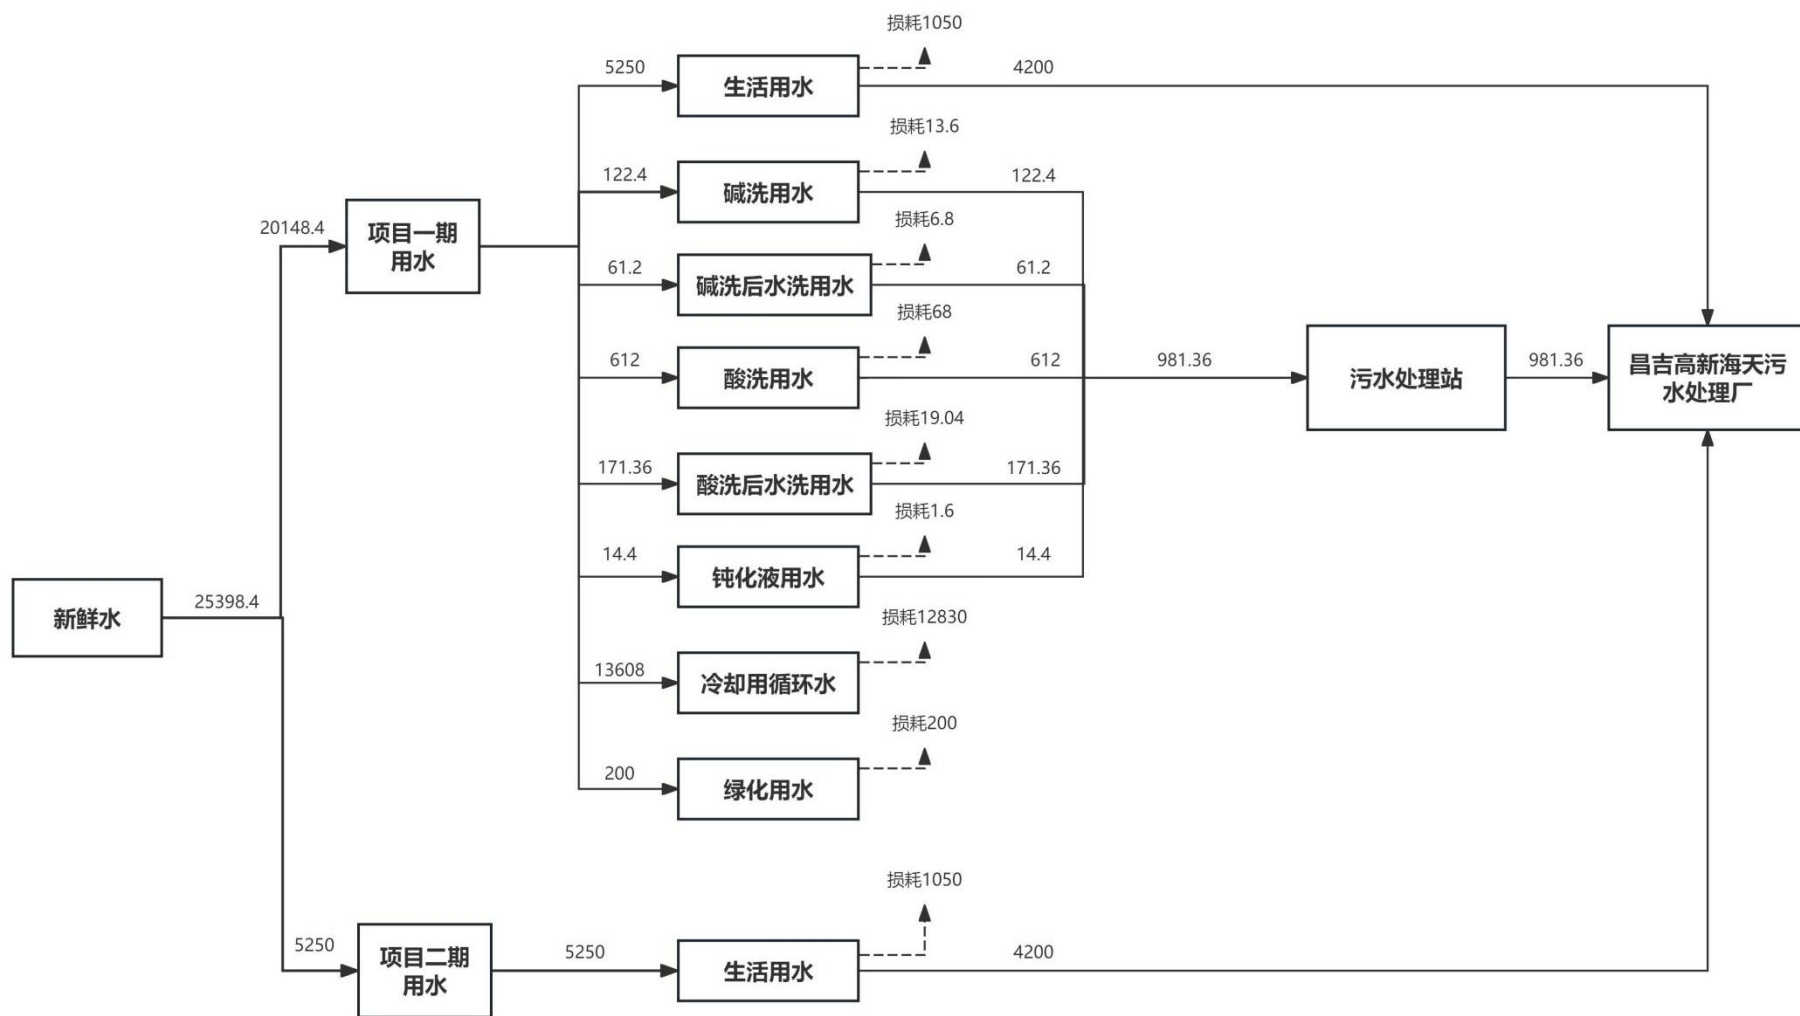 损耗1050
5250
生活用水
4200
损耗13.6
122.4
碱洗用水
122.4
20148.4
项目一期
用水
损耗6.8
61.2
碱洗后水洗用水
61.2
损耗68
612
酸洗用水
612
981.36
污水处理站
981.36
昌吉高新海天污
水处理厂
损耗19.04
171.36
酸洗后水洗用水
171.36
损耗1.6
14.4
钝化液用水
14.4
新鲜水
25398.4
损耗12830
13608
冷却用循环水
损耗200
200
绿化用水
损耗1050
5250
项目二期
用水
5250
生活用水
4200